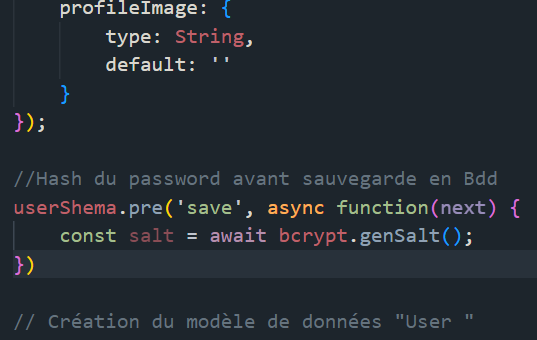 profileImage: {
type: String,
default: ''
}
});
//Hash du password avant sauvegarde en Bdd
userShema.pre('save', async function(next) {
const salt = await bcrypt.genSalt();
})
// Création du modèle de données "User "